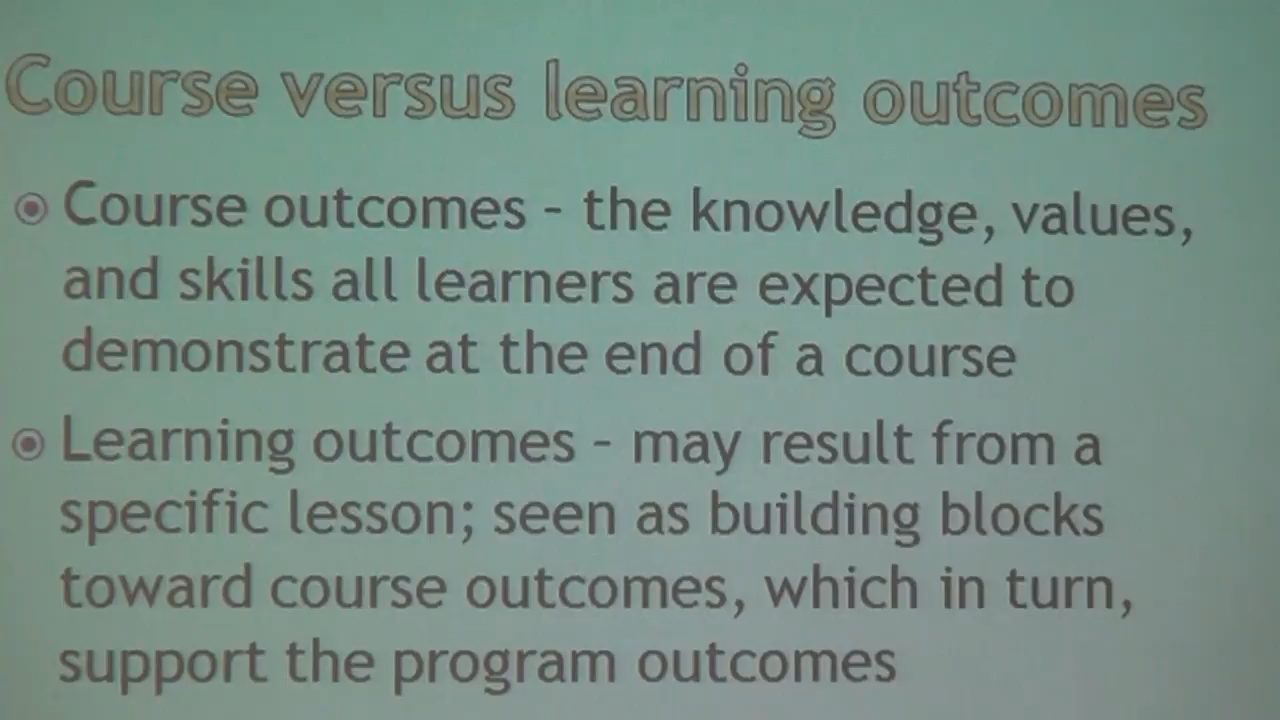 Course versus learning outcomes
Course outcomes - the knowledge, values,
and skills all learners are expected to
demonstrate at the end of a course
Learning outcomes - may result from a
specific lesson; seen as building blocks
toward course outcomes, which in turn,
support the program outcomes